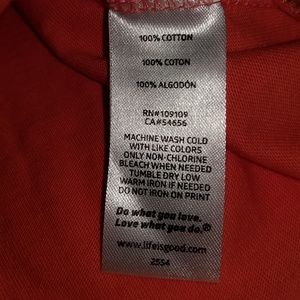 100% COTTON
100% COTON
100% ALGODÓN
RN#109109
CA#54656
MACHINE WASH COLD
WITH LIKE COLORS
ONLY NON-CHLORINE
BLEACH WHEN NEEDED
TUMBLE DRY LOW
WARM IRON IF NEEDED
DO NOT IRON ON PRINT
Do what you love.
Love what you do.®
www.lifeisgood.com
2554